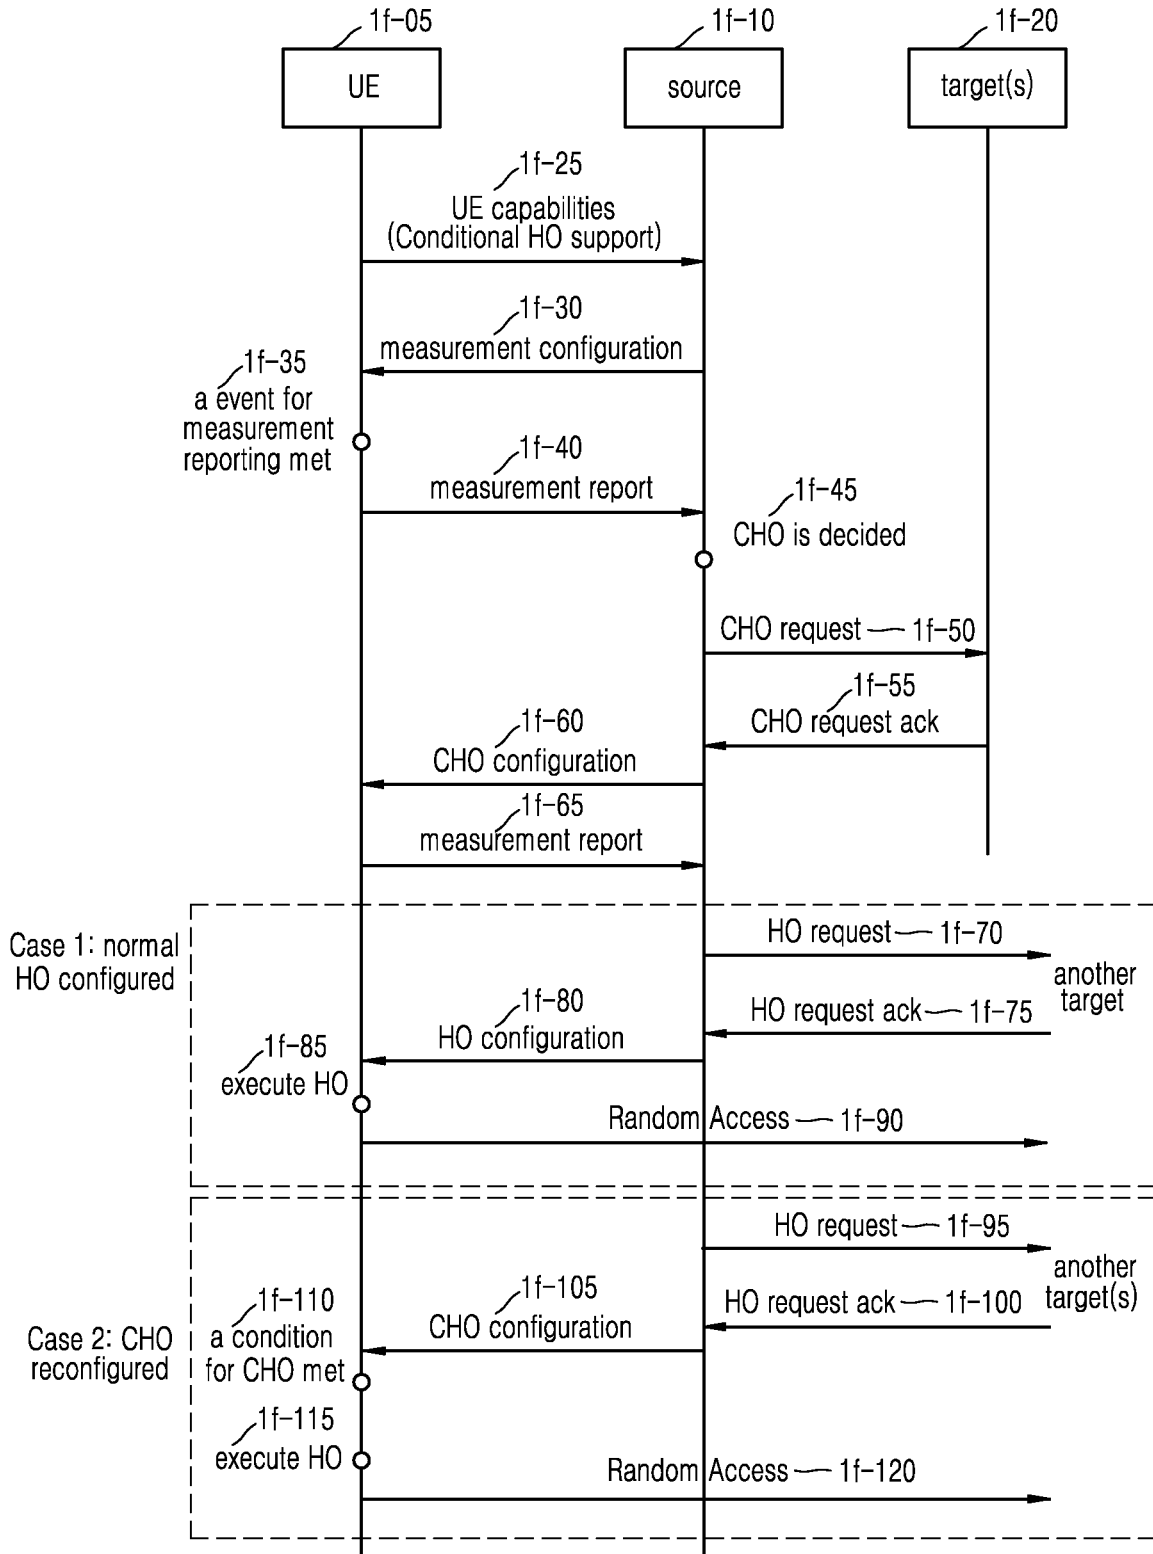 1f-05
1f-10
1f-20
UE
source
target(s)
1f-25
UE capabilities
(Conditional HO support)
1f-30
measurement configuration
1f-35
a event for
measurement
reporting met
1f-40
measurement report
1f-45
CHO is decided
CHO request 1f-50
1f-55
CHO request ack
1f-60
CHO configuration
1f-65
measurement report
Case 1: normal
HO configured
HO request 1f-70
another
target
HO request ack 1f-75
1f-80
HO configuration
1f-85
execute HO
Random Access 1f-90
Case 2: CHO
reconfigured
HO request 1f-95
another
target(s)
HO request ack 1f-100
1f-105
CHO configuration
1f-110
a condition
for CHO met
1f-115
execute HO
Random Access 1f-120